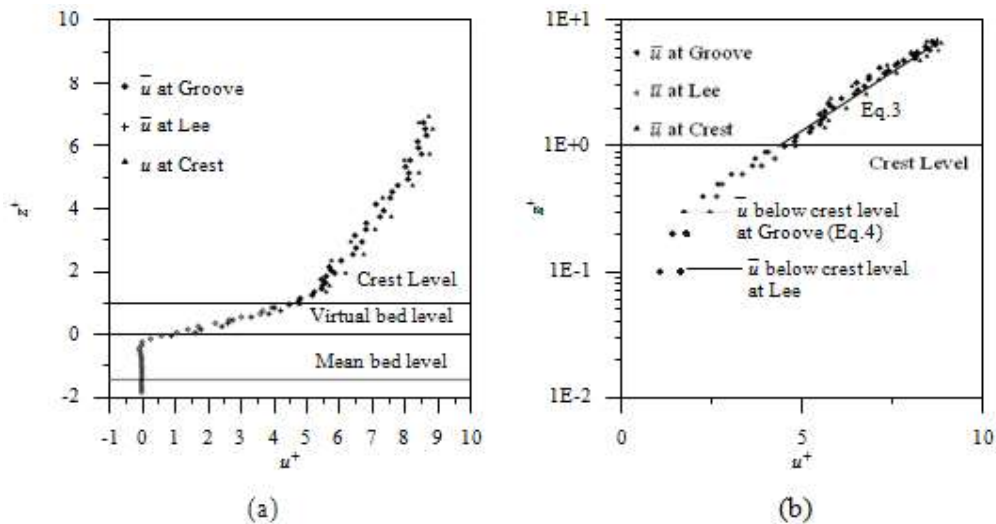 10
8
6
4
2
0
-2
z⁺
u̅ at Groove
u̅ at Lee
u at Crest
Crest Level
Virtual bed level
Mean bed level
-1 0 1 2 3 4 5 6 7 8 9 10
u⁺
(a)
1E+1
1E+0
1E-1
1E-2
z⁺
u̅ at Groove
u̅ at Lee
u̅ at Crest
Eq.3
Crest Level
u̅ below crest level
at Groove (Eq.4)
u̅ below crest level
at Lee
0 5 10
u⁺
(b)